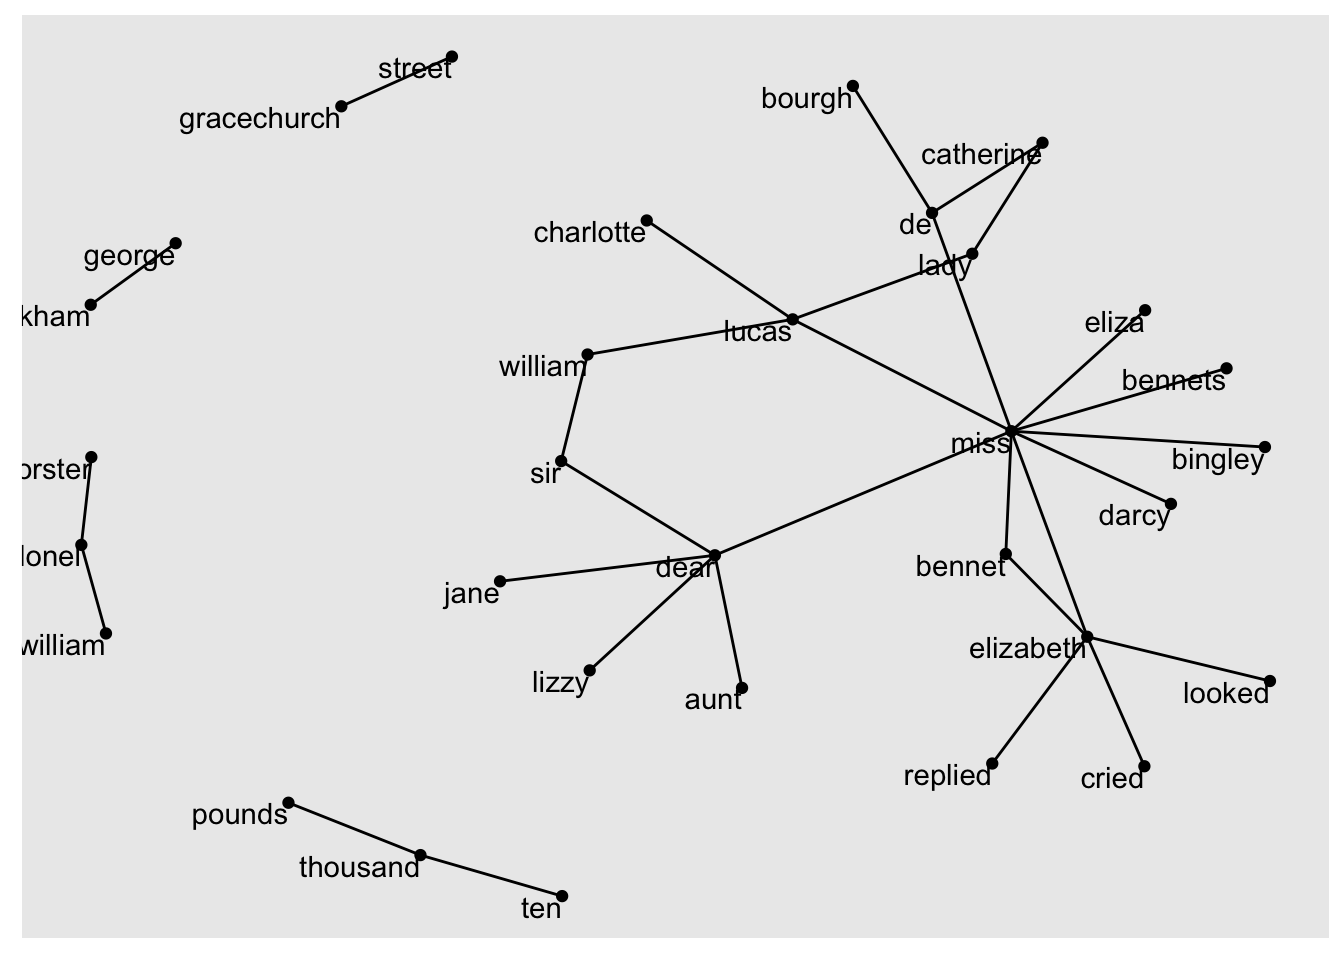 street
bourgh
gracechurch
catherine
de
charlotte
george
lady
kham
eliza
lucas
william
bennets
miss
bingley
orster
sir
darcy
lonel
bennet
dear
jane
william
elizabeth
lizzy
looked
aunt
replied
cried
pounds
thousand
ten